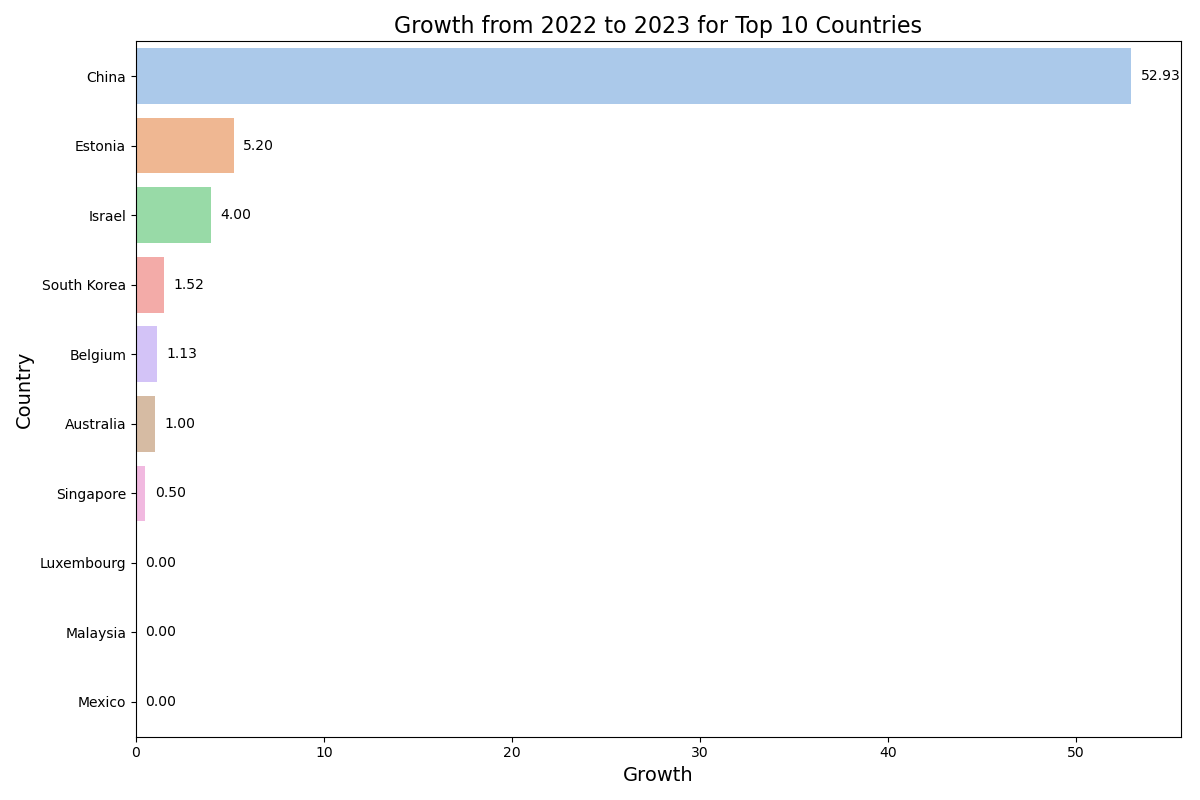 Growth from 2022 to 2023 for Top 10 Countries
China 52.93
Estonia 5.20
Israel 4.00
South Korea 1.52
Belgium 1.13
Australia 1.00
Singapore 0.50
Luxembourg 0.00
Malaysia 0.00
Mexico 0.00
Country
0 10 20 30 40 50
Growth